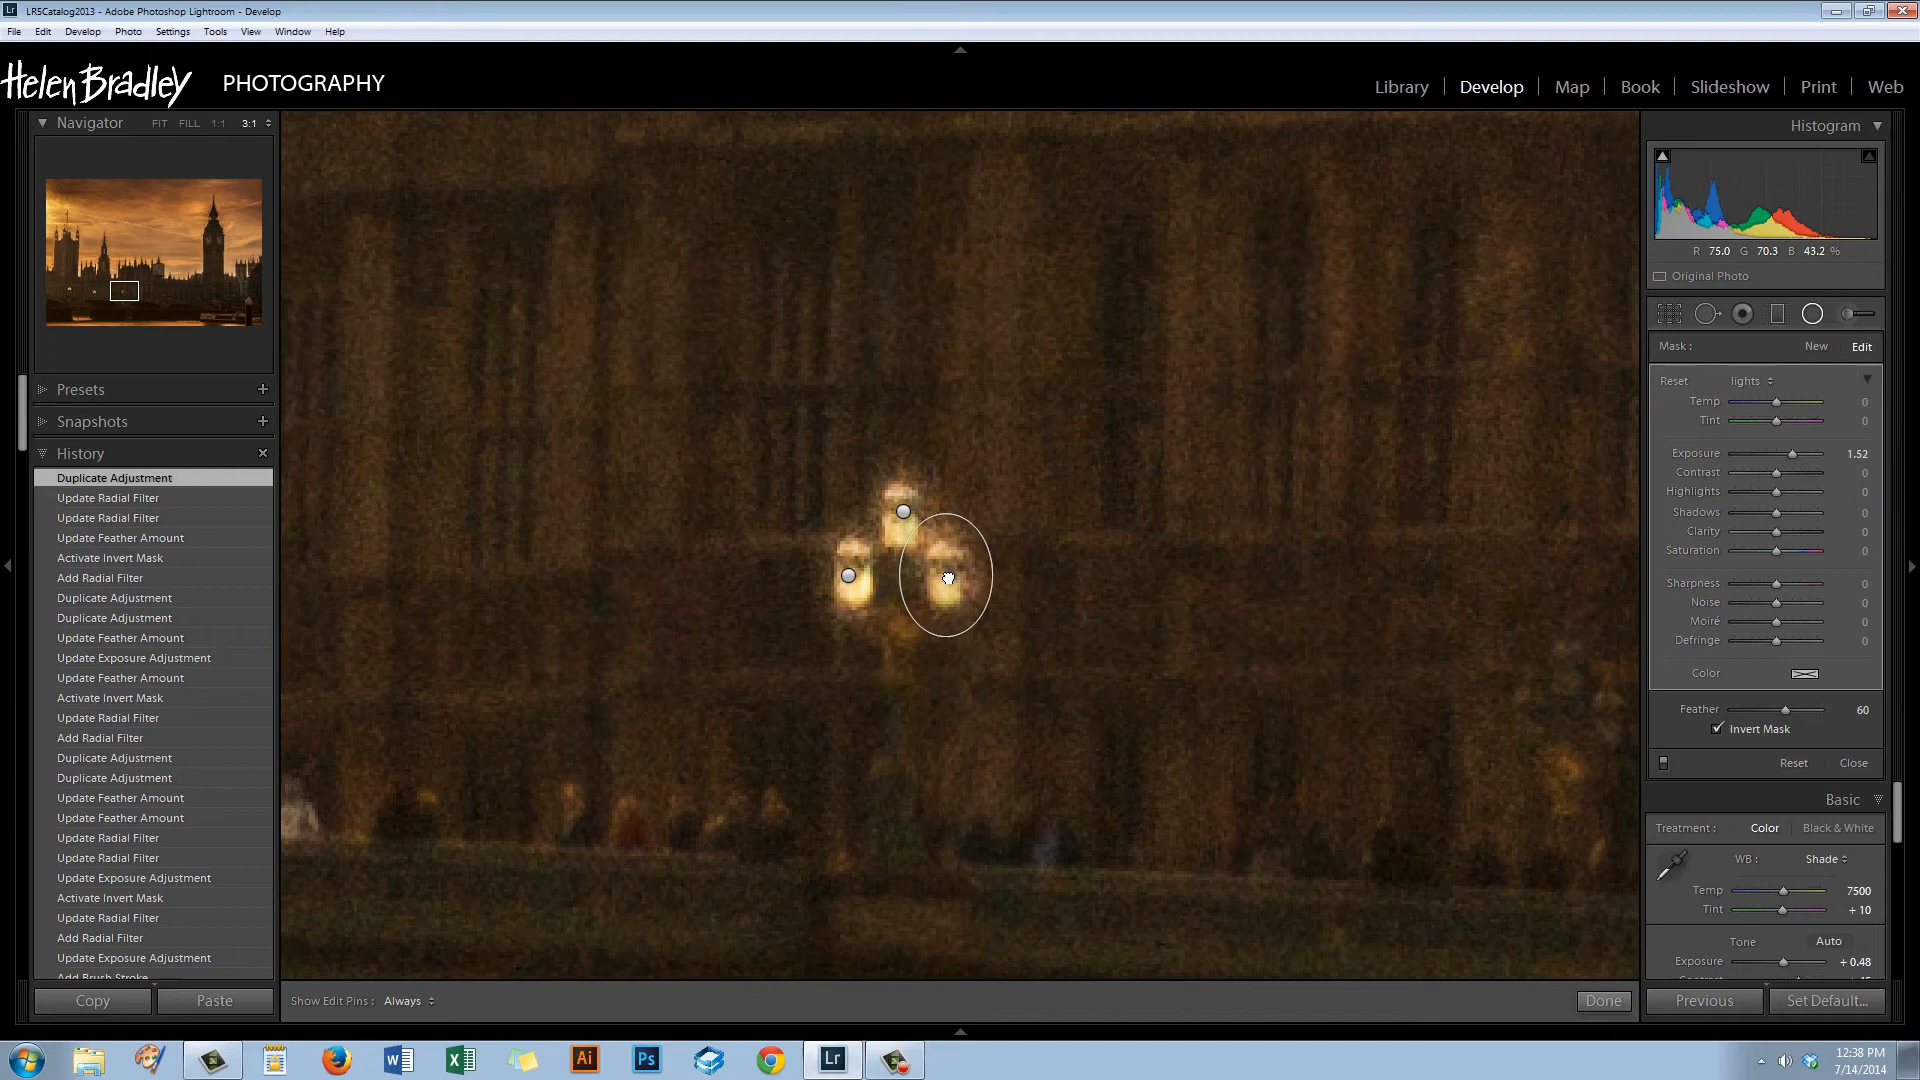 LR5Catalog2013 - Adobe Photoshop Lightroom - Develop
File Edit Develop Photo Settings Tools View Window Help
Helen Bradley PHOTOGRAPHY
Library Develop Map Book Slideshow Print Web
Navigator FIT FILL 1:1 3:1
Presets
Snapshots
History
Duplicate Adjustment
Update Radial Filter
Update Radial Filter
Update Feather Amount
Activate Invert Mask
Add Radial Filter
Duplicate Adjustment
Duplicate Adjustment
Update Feather Amount
Update Exposure Adjustment
Update Feather Amount
Activate Invert Mask
Update Radial Filter
Add Radial Filter
Duplicate Adjustment
Duplicate Adjustment
Update Feather Amount
Update Feather Amount
Update Radial Filter
Update Radial Filter
Update Exposure Adjustment
Activate Invert Mask
Update Radial Filter
Add Radial Filter
Update Exposure Adjustment
Add Brush Stroke
Copy Paste
Show Edit Pins : Always
Done
Histogram
R 75.0 G 70.3 B 43.2 %
Original Photo
Mask : New Edit
Reset lights
Temp 0
Tint 0
Exposure 1.52
Contrast 0
Highlights 0
Shadows 0
Clarity 0
Saturation 0
Sharpness 0
Noise 0
Moiré 0
Defringe 0
Color
Feather 60
Invert Mask
Reset Close
Basic
Treatment : Color Black & White
WB : Shade
Temp 7500
Tint + 10
Tone Auto
Exposure + 0.48
Previous Set Default...
Ai Ps Lr
12:38 PM
7/14/2014